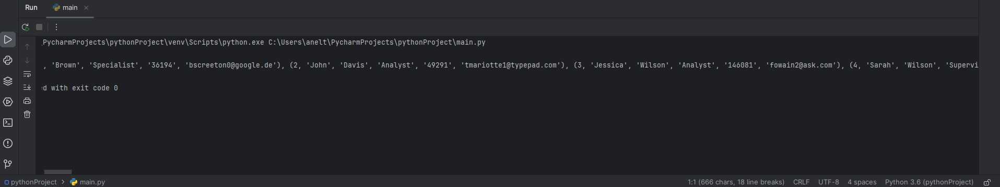 Run main
PycharmProjects\pythonProject\venv\Scripts\python.exe C:\Users\anelt\PycharmProjects\pythonProject\main.py
, 'Brown', 'Specialist', '36194', 'bscreeton0@google.de'), (2, 'John', 'Davis', 'Analyst', '49291', 'tmariotte1@typepad.com'), (3, 'Jessica', 'Wilson', 'Analyst', '146081', 'fowain2@ask.com'), (4, 'Sarah', 'Wilson', 'Supervi
ed with exit code 0
pythonProject > main.py 1:1 (666 chars, 18 line breaks) CRLF UTF-8 4 spaces Python 3.6 (pythonProject)